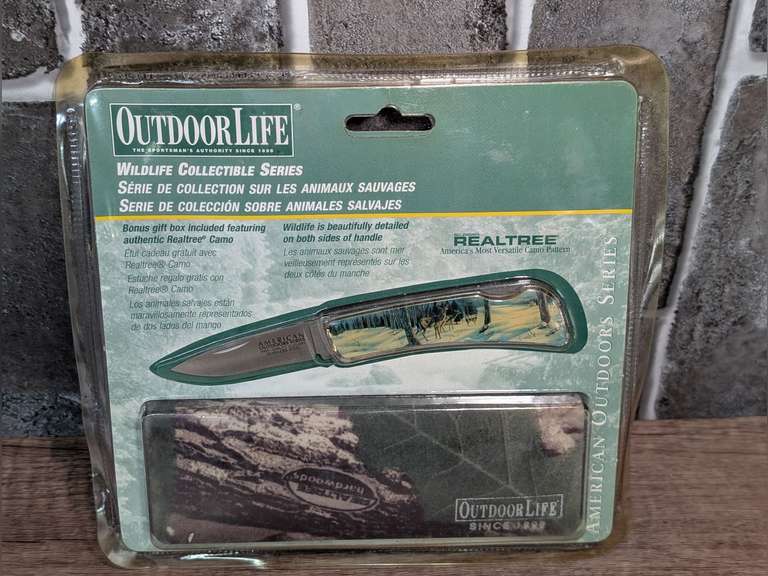 OUTDOORLIFE®
THE SPORTSMAN'S AUTHORITY SINCE 1898
WILDLIFE COLLECTIBLE SERIES
SÉRIE DE COLLECTION SUR LES ANIMAUX SAUVAGES
SERIE DE COLECCIÓN SOBRE ANIMALES SALVAJES
Bonus gift box included featuring
authentic Realtree® Camo
Étui cadeau gratuit avec
Realtree® Camo
Estuche regalo gratis con
Realtree® Camo
Los animales salvajes están
maravillosamente representados
de dos lados del mango
Wildlife is beautifully detailed
on both sides of handle
Les animaux sauvages sont mer
veilleusement représentés sur les
deux côtés du manche
REALTREE
America's Most Versatile Camo Pattern
AMERICAN
hardwoods
OUTDOORLIFE
SINCE 1898
AMERICAN OUTDOORS SERIES